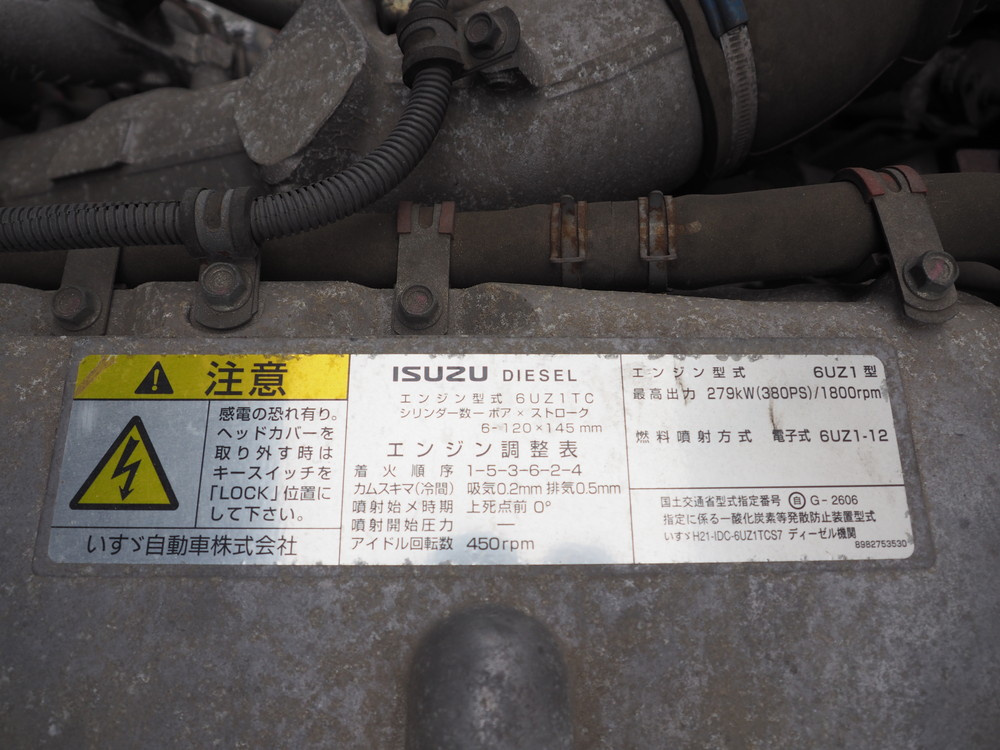 注意
感電の恐れ有り。
ヘッドカバーを
取り外す時は
キースイッチを
「LOCK」位置に
して下さい。
いすゞ自動車株式会社
ISUZU DIESEL
エンジン型式 6UZ1TC
シリンダー数－ボア×ストローク
6-120×145mm
エンジン調整表
着火順序 1-5-3-6-2-4
カムスキマ(冷間) 吸気0.2mm 排気0.5mm
噴射始メ時期 上死点前 0°
噴射開始圧力 －
アイドル回転数 450rpm
エンジン型式 6UZ1型
最高出力 279kW(380PS)/1800rpm
燃料噴射方式 電子式 6UZ1-12
国土交通省型式指定番号 ㊀自 G-2606
指定に係る一酸化炭素等発散防止装置型式
いすゞH21-IDC-6UZ1TCS7 ディーゼル機関
8982753530